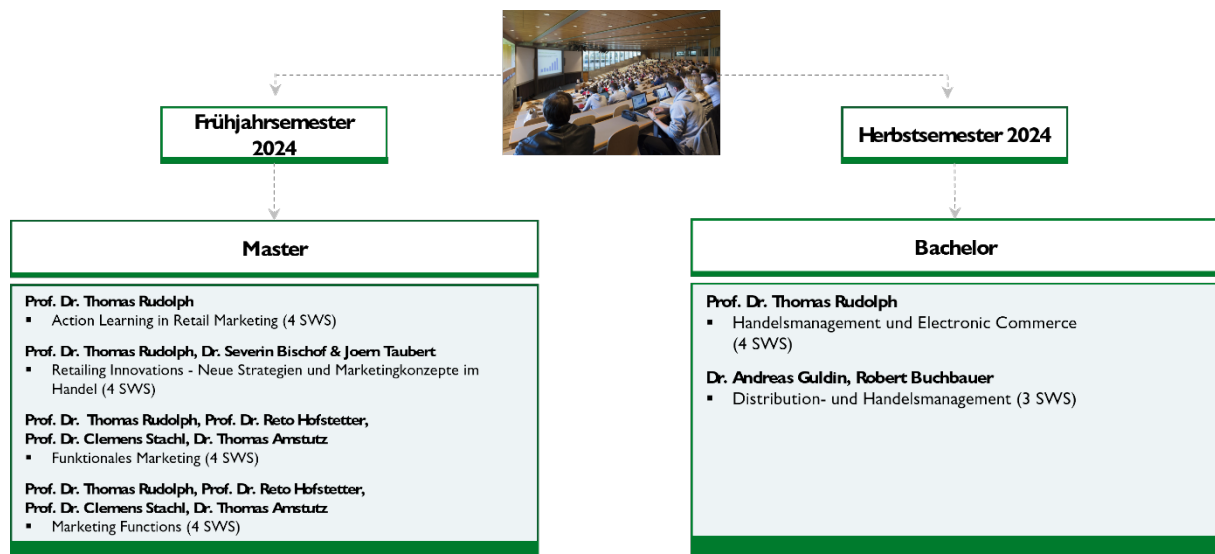 Frühjahrsemester
2024
Herbstsemester 2024
Master
Prof. Dr. Thomas Rudolph
▪ Action Learning in Retail Marketing (4 SWS)
Prof. Dr. Thomas Rudolph, Dr. Severin Bischof & Joern Taubert
▪ Retailing Innovations - Neue Strategien und Marketingkonzepte im
Handel (4 SWS)
Prof. Dr. Thomas Rudolph, Prof. Dr. Reto Hofstetter,
Prof. Dr. Clemens Stachl, Dr. Thomas Amstutz
▪ Funktionales Marketing (4 SWS)
Prof. Dr. Thomas Rudolph, Prof. Dr. Reto Hofstetter,
Prof. Dr. Clemens Stachl, Dr. Thomas Amstutz
▪ Marketing Functions (4 SWS)
Bachelor
Prof. Dr. Thomas Rudolph
▪ Handelsmanagement und Electronic Commerce
(4 SWS)
Dr. Andreas Guldin, Robert Buchbauer
▪ Distribution- und Handelsmanagement (3 SWS)